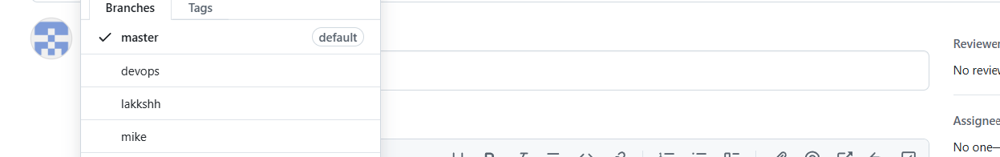 Branches Tags
master default
devops
lakkshh
mike
Reviewer
No review
Assignee
No one—